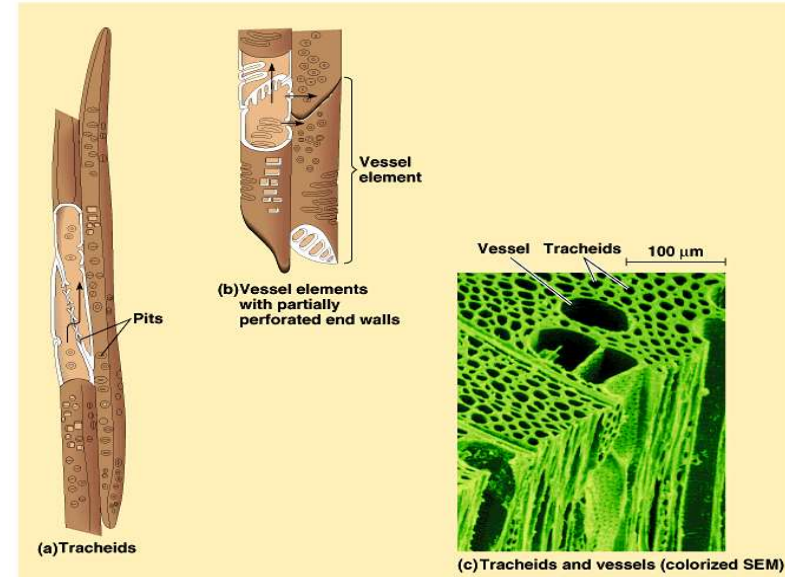 Pits
(a)Tracheids
Vessel
element
(b)Vessel elements
with partially
perforated end walls
Vessel Tracheids 100 µm
(c)Tracheids and vessels (colorized SEM)